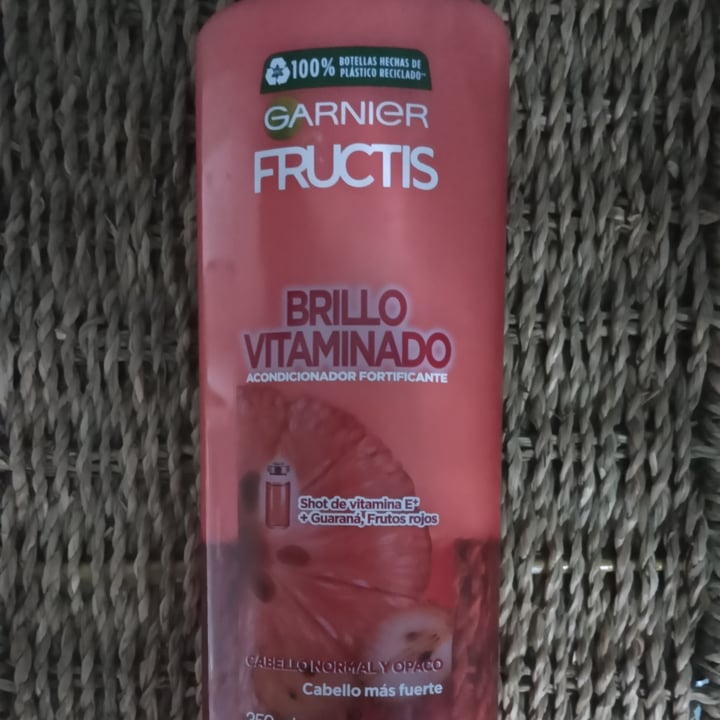 100% BOTELLAS HECHAS DE
PLÁSTICO RECICLADO**
GARNIER
FRUCTIS
BRILLO
VITAMINADO
ACONDICIONADOR FORTIFICANTE
Shot de vitamina E*
+ Guaraná, Frutos rojos
CABELLO NORMAL Y OPACO
Cabello más fuerte